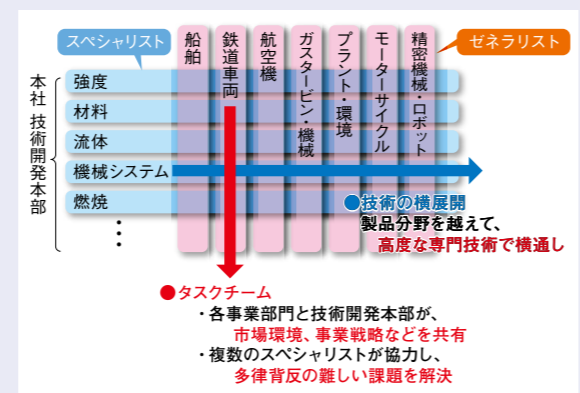 スペシャリスト
ゼネラリスト
船舶
鉄道車両
航空機
ガスタービン・機械
プラント・環境
モーターサイクル
精密機械・ロボット
本社 技術開発本部
強度
材料
流体
機械システム
燃焼
・・・
●技術の横展開
製品分野を越えて、
高度な専門技術で横通し
●タスクチーム
・各事業部門と技術開発本部が、
市場環境、事業戦略などを共有
・複数のスペシャリストが協力し、
多律背反の難しい課題を解決